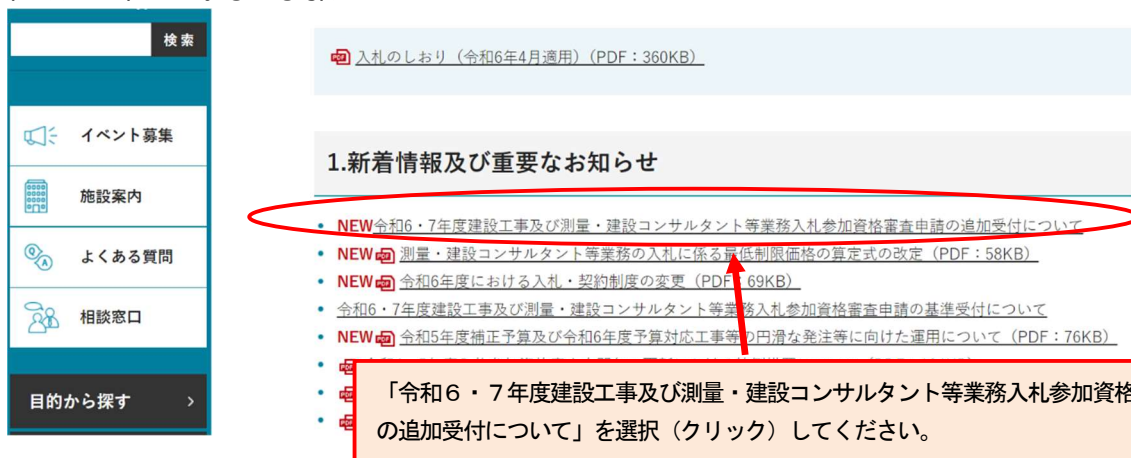 検索
イベント募集
施設案内
よくある質問
相談窓口
目的から探す
入札のしおり（令和6年4月適用）（PDF：360KB）
1.新着情報及び重要なお知らせ
NEW令和6・7年度建設工事及び測量・建設コンサルタント等業務入札参加資格審査申請の追加受付について
NEW 測量・建設コンサルタント等業務の入札に係る最低制限価格の算定式の改定（PDF：58KB）
NEW 令和6年度における入札・契約制度の変更（PDF：69KB）
令和6・7年度建設工事及び測量・建設コンサルタント等業務入札参加資格審査申請の基準受付について
NEW 令和5年度補正予算及び令和6年度予算対応工事等の円滑な発注等に向けた運用について（PDF：76KB）
「令和６・７年度建設工事及び測量・建設コンサルタント等業務入札参加資格
の追加受付について」を選択（クリック）してください。